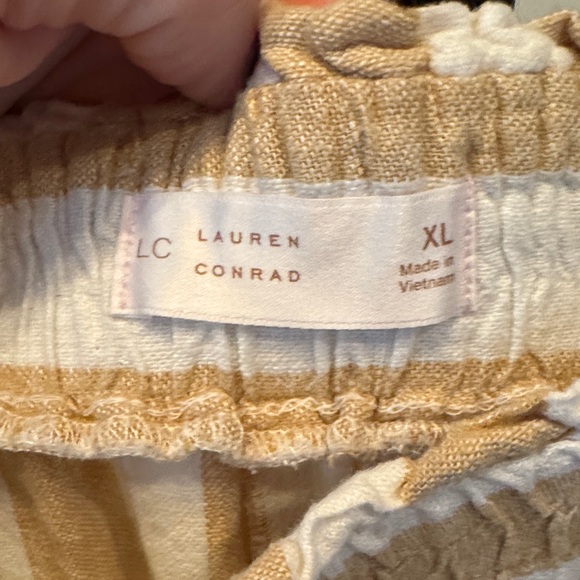 LC LAUREN
CONRAD
XL
Made in
Vietnam